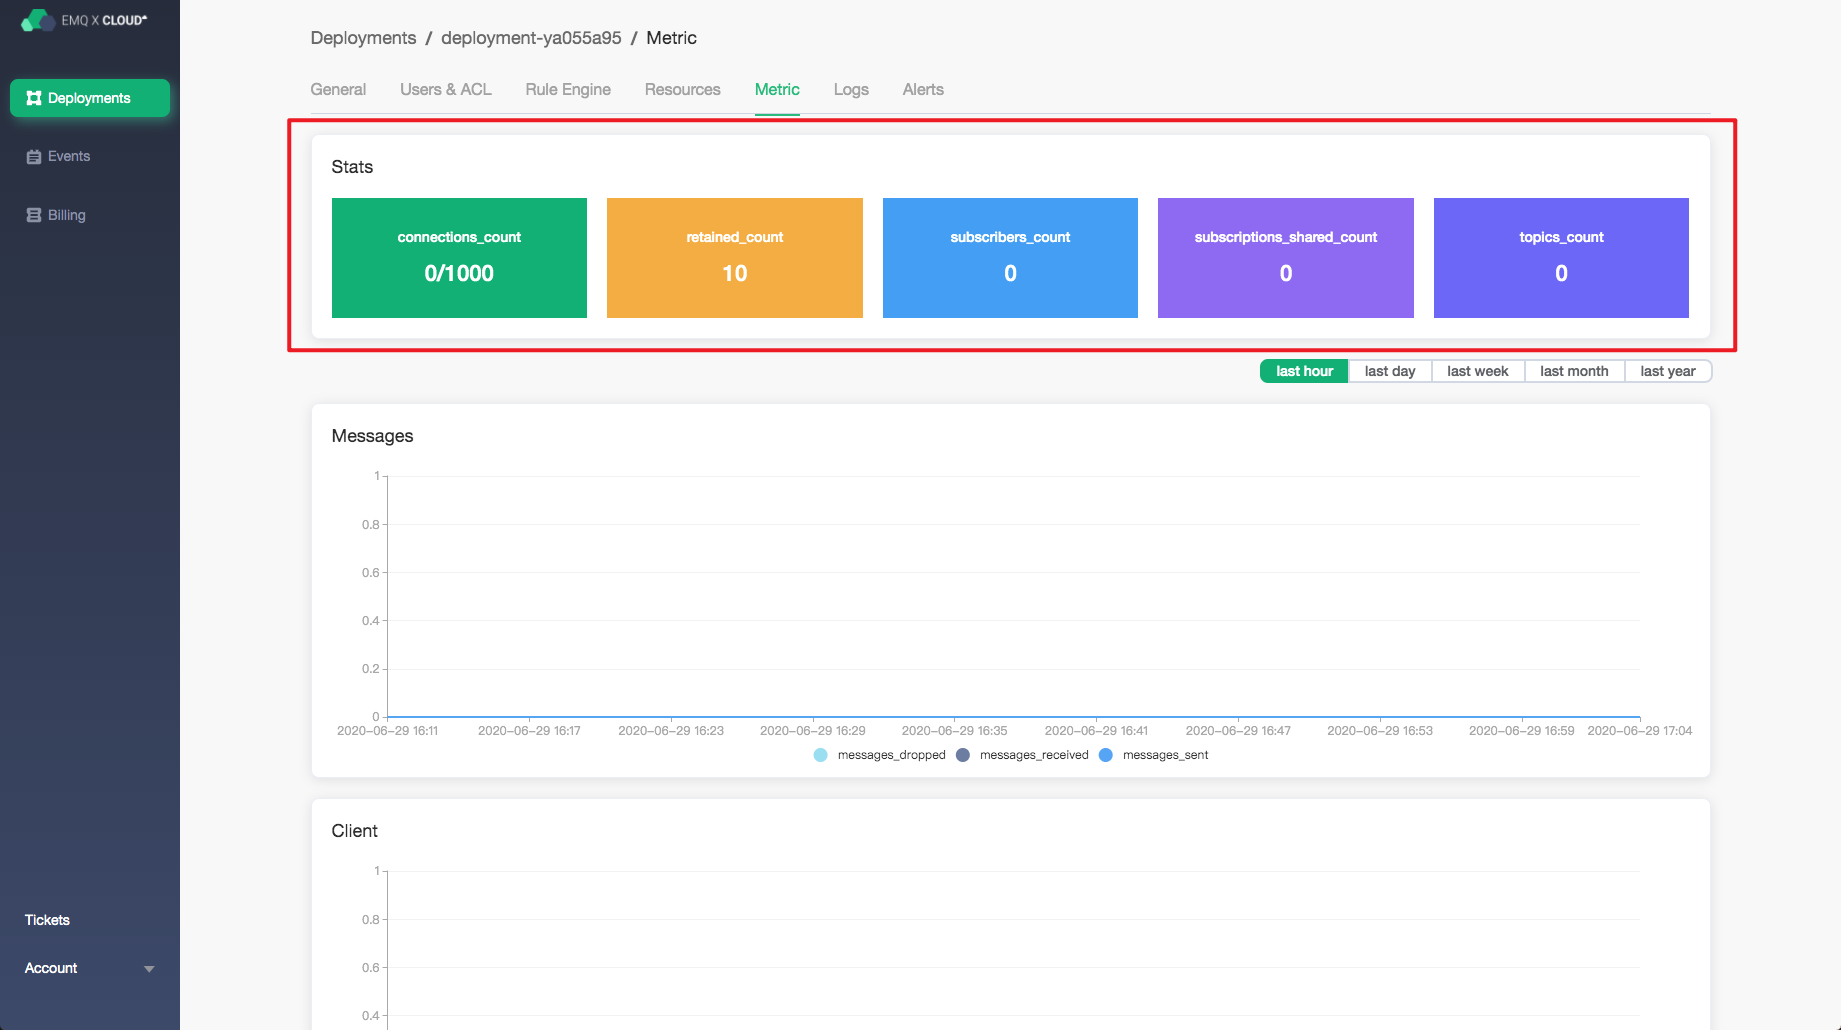 EMQ X CLOUD
Deployments
Events
Billing
Tickets
Account
Deployments / deployment-ya055a95 / Metric
General Users & ACL Rule Engine Resources Metric Logs Alerts
Stats
connections_count retained_count subscribers_count subscriptions_shared_count topics_count
0/1000 10 0 0 0
last hour last day last week last month last year
Messages
1
0.8
0.6
0.4
0.2
0
2020-06-29 16:11 2020-06-29 16:17 2020-06-29 16:23 2020-06-29 16:29 2020-06-29 16:35 2020-06-29 16:41 2020-06-29 16:47 2020-06-29 16:53 2020-06-29 16:59 2020-06-29 17:04
messages_dropped messages_received messages_sent
Client
1
0.8
0.6
0.4